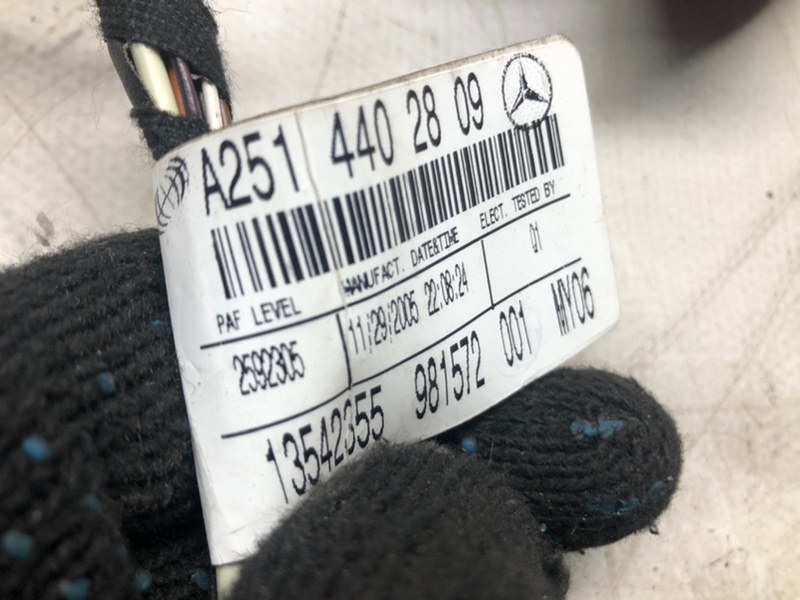 A251 440 28 09
PAF LEVEL MANUFACT. DATE&TIME ELECT. TESTED BY
2592305 11/29/2005 22:08:24 01
13542355 981572 001 MY06